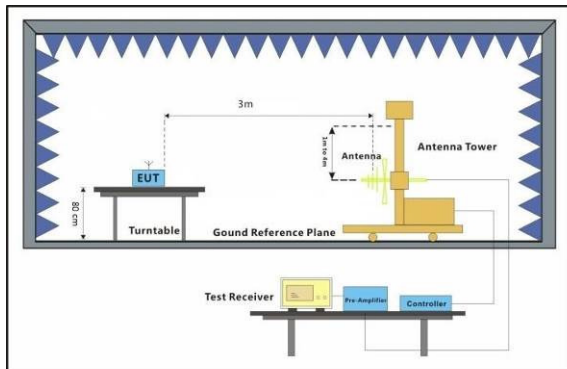 3m
1m to 4m
Antenna
Antenna Tower
EUT
80 cm
Turntable
Gound Reference Plane
Test Receiver
Pre-Amplifier
Controller